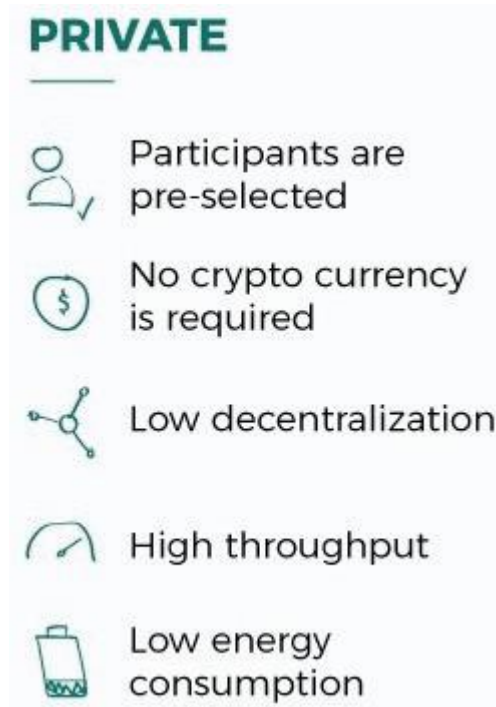 PRIVATE
Participants are
pre-selected
No crypto currency
$
is required
Low decentralization
High throughput
Low energy
consumption